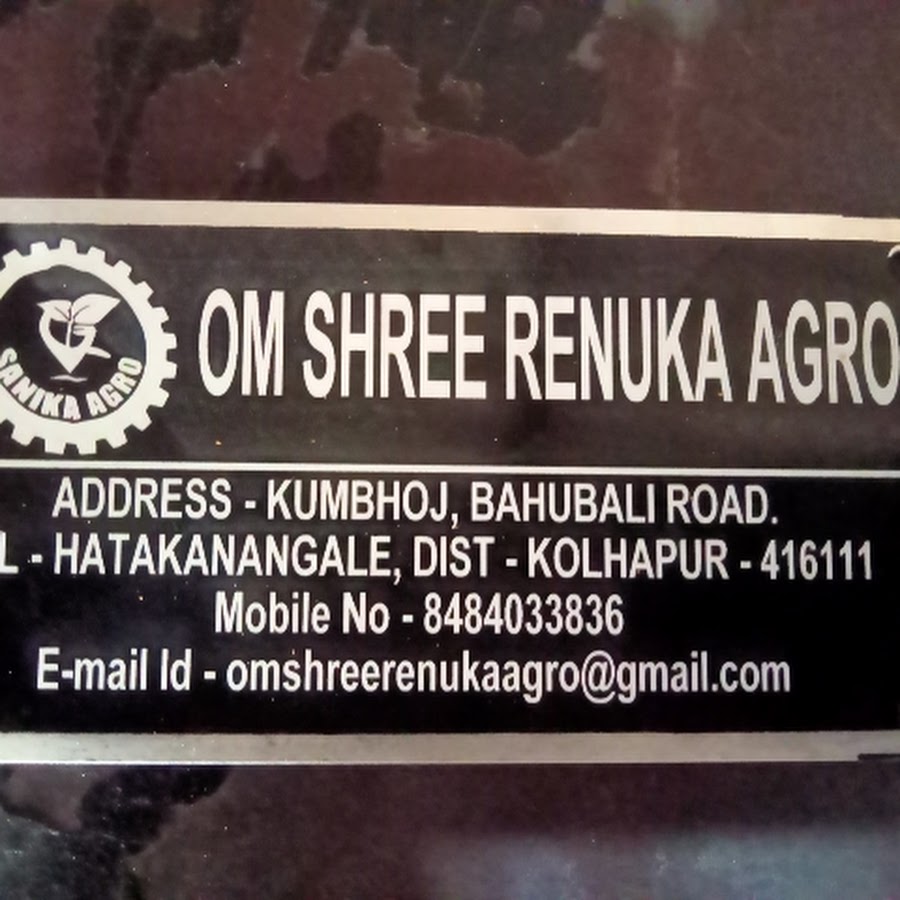 OM SHREE RENUKA AGRO
SANIKA AGRO
ADDRESS - KUMBHOJ, BAHUBALI ROAD.
L - HATAKANANGALE, DIST - KOLHAPUR - 416111
Mobile No - 8484033836
E-mail Id - omshreerenukaagro@gmail.com